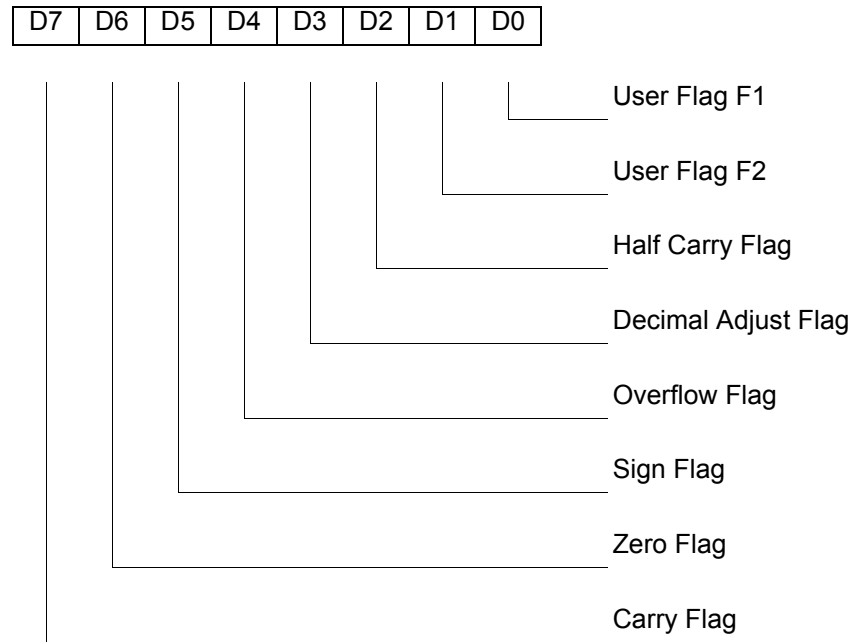 D7 D6 D5 D4 D3 D2 D1 D0
User Flag F1
User Flag F2
Half Carry Flag
Decimal Adjust Flag
Overflow Flag
Sign Flag
Zero Flag
Carry Flag